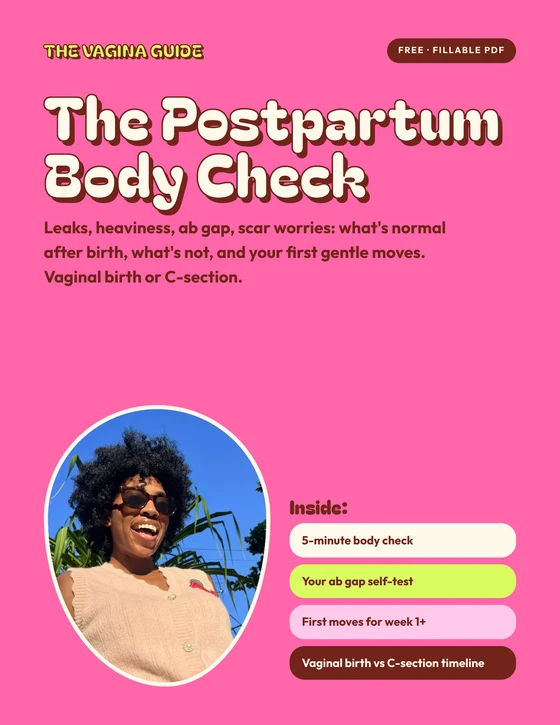 THE VAGINA GUIDE
FREE · FILLABLE PDF
The Postpartum
Body Check
Leaks, heaviness, ab gap, scar worries: what's normal
after birth, what's not, and your first gentle moves.
Vaginal birth or C-section.
Inside:
5-minute body check
Your ab gap self-test
First moves for week 1+
Vaginal birth vs C-section timeline